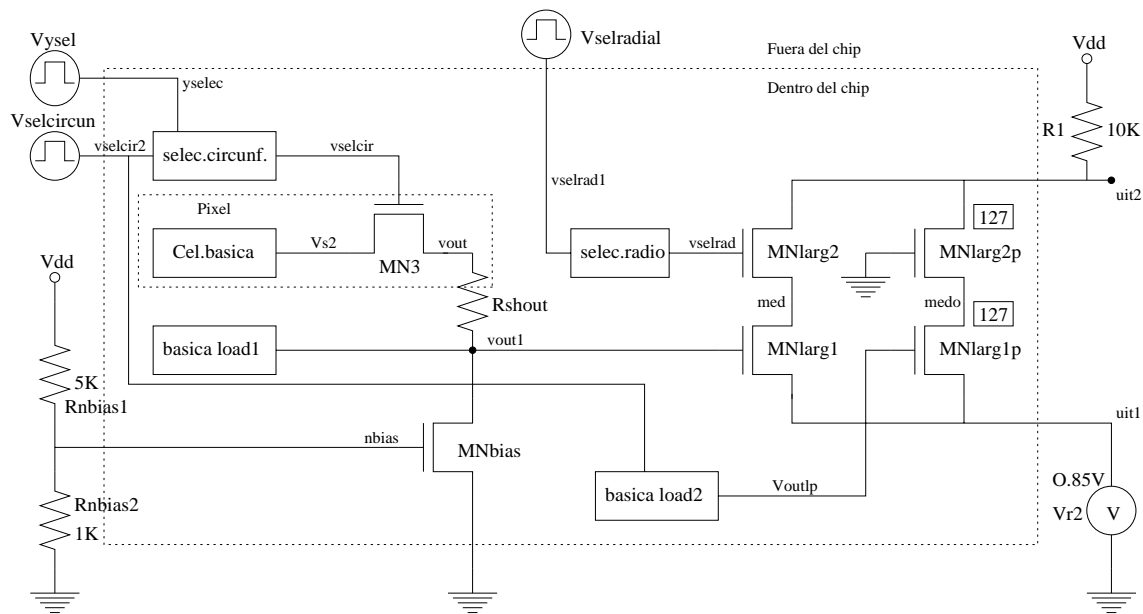 Vysel
Vselradial
Fuera del chip
Vdd
yselec
Dentro del chip
Vselcircun
R1
10K
vselcir2
selec.circunf.
vselcir
vselrad1
uit2
Pixel
127
Cel.basica
Vs2
vout
selec.radio
vselrad
MNlarg2
MNlarg2p
Vdd
MN3
Rshout
med
medo
127
basica load1
vout1
MNlarg1
MNlarg1p
5K
Rnbias1
uit1
nbias
MNbias
O.85V
Rnbias2
basica load2
Voutlp
Vr2
V
1K